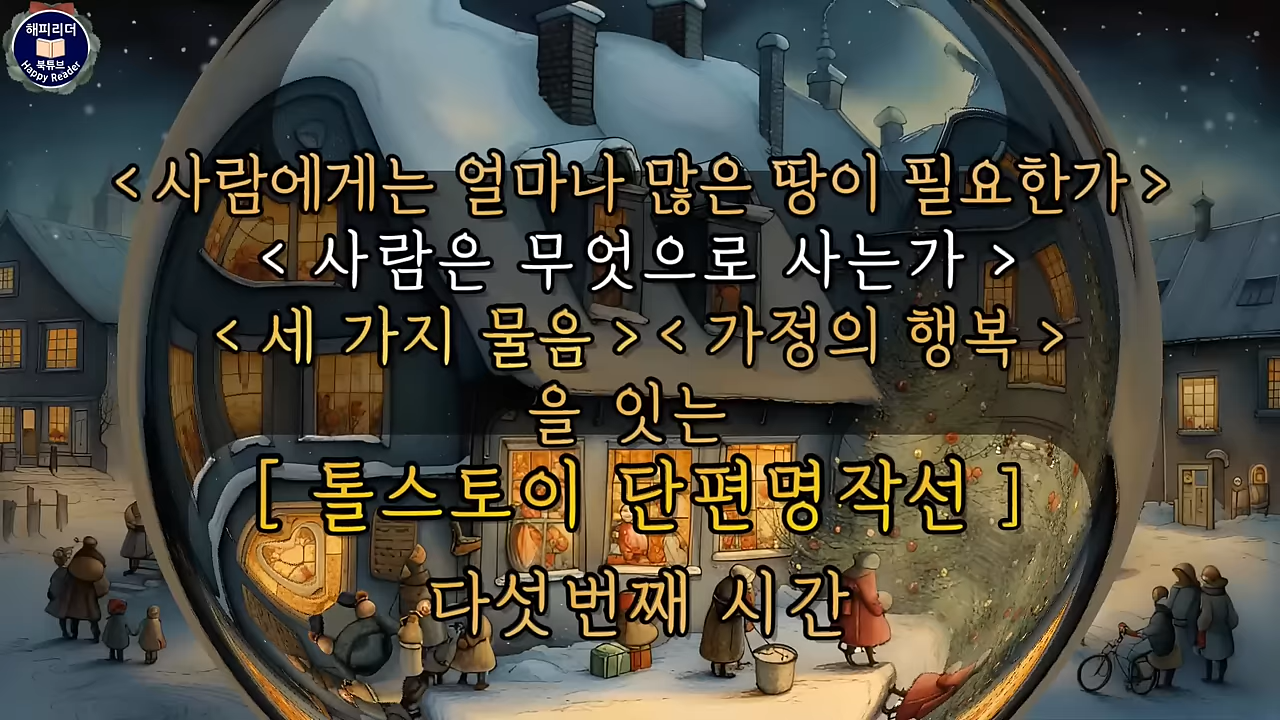 해피리더
북튜브
Happy Reader
<사람에게는 얼마나 많은 땅이 필요한가>
< 사람은 무엇으로 사는가 >
< 세 가지 물음 > < 가정의 행복 >
을 잇는
[ 톨스토이 단편명작선 ]
다섯번째 시간